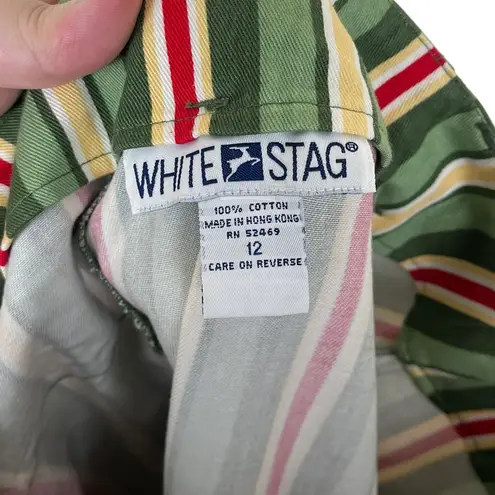 WHITE STAG®
100% COTTON
MADE IN HONG KONG
RN 52469
12
CARE ON REVERSE